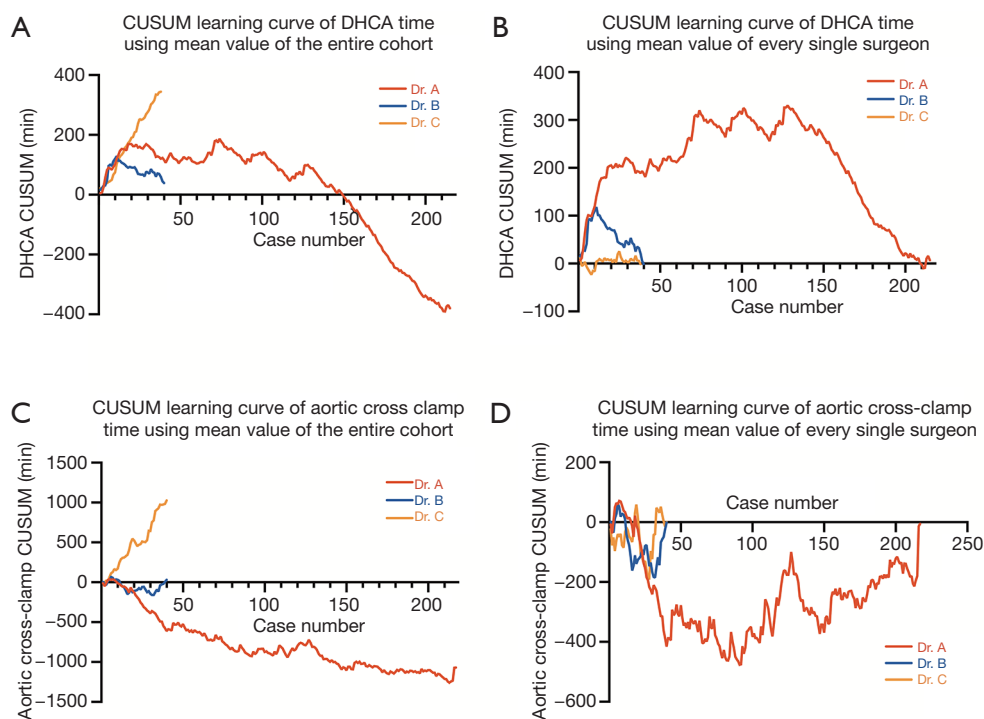 A
CUSUM learning curve of DHCA time
using mean value of the entire cohort
DHCA CUSUM (min)
400
200
0
−200
−400
50
100
150
200
Case number
Dr. A
Dr. B
Dr. C
B
CUSUM learning curve of DHCA time
using mean value of every single surgeon
DHCA CUSUM (min)
400
300
200
100
0
−100
50
100
150
200
Case number
Dr. A
Dr. B
Dr. C
C
CUSUM learning curve of aortic cross clamp
time using mean value of the entire cohort
Aortic cross-clamp CUSUM (min)
1500
1000
500
0
−500
−1000
−1500
50
100
150
200
Case number
Dr. A
Dr. B
Dr. C
D
CUSUM learning curve of aortic cross-clamp
time using mean value of every single surgeon
Aortic cross-clamp CUSUM (min)
200
0
−200
−400
−600
Case number
50
100
150
200
250
Dr. A
Dr. B
Dr. C